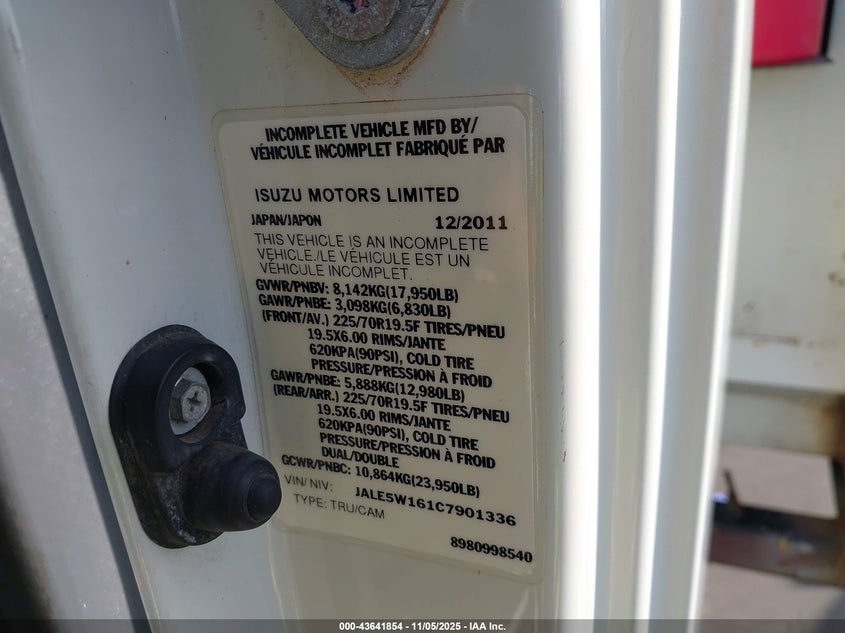 INCOMPLETE VEHICLE MFD BY/
VÉHICULE INCOMPLET FABRIQUÉ PAR
ISUZU MOTORS LIMITED
JAPAN/JAPON 12/2011
THIS VEHICLE IS AN INCOMPLETE
VEHICLE./LE VÉHICULE EST UN
VÉHICULE INCOMPLET.
GVWR/PNBV: 8,142KG(17,950LB)
GAWR/PNBE: 3,098KG(6,830LB)
(FRONT/AV.) 225/70R19.5F TIRES/PNEU
19.5X6.00 RIMS/JANTE
620KPA(90PSI), COLD TIRE
PRESSURE/PRESSION À FROID
GAWR/PNBE: 5,888KG(12,980LB)
(REAR/ARR.) 225/70R19.5F TIRES/PNEU
19.5X6.00 RIMS/JANTE
620KPA(90PSI), COLD TIRE
PRESSURE/PRESSION À FROID
DUAL/DOUBLE
GCWR/PNBC: 10,864KG(23,950LB)
VIN/ NIV: JALE5W161C7901336
TYPE: TRU/CAM
8980998540
000-43641854 - 11/05/2025 - IAA Inc.